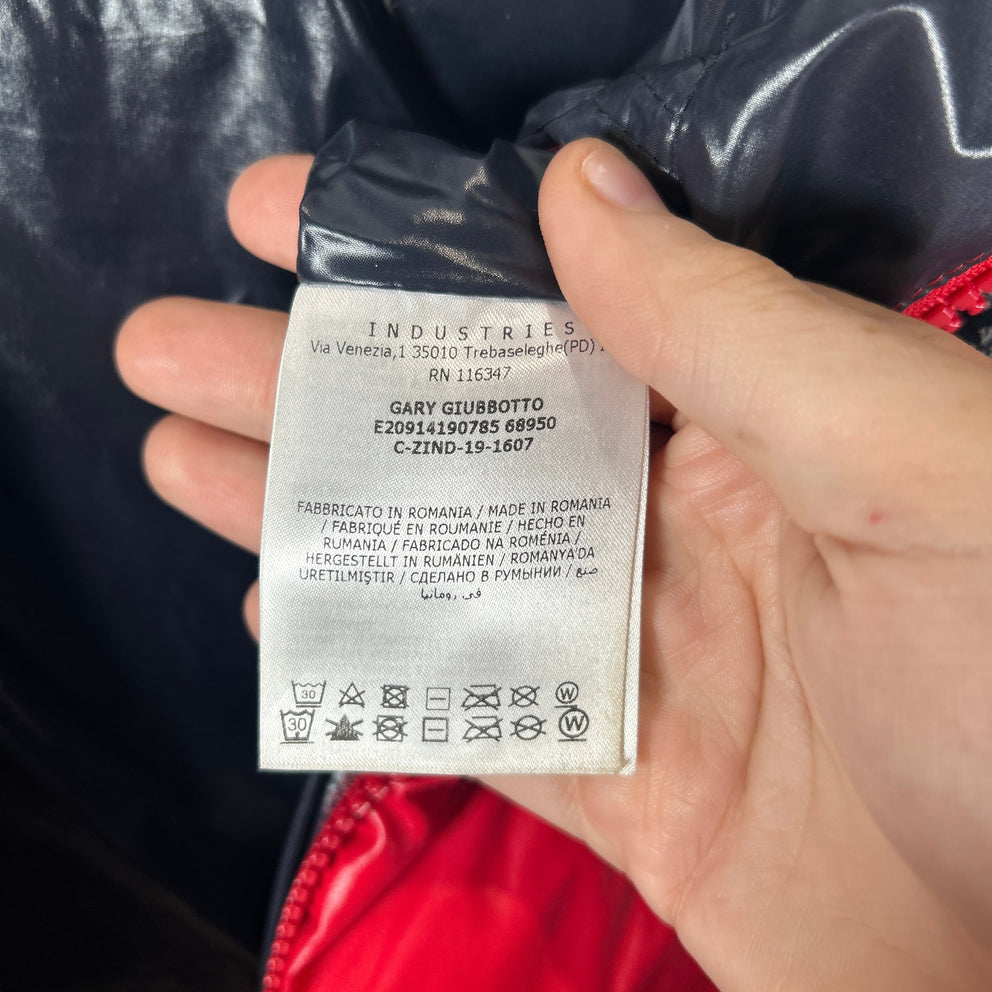 INDUSTRIES
Via Venezia,1 35010 Trebaseleghe(PD)
RN 116347
GARY GIUBBOTTO
E20914190785 68950
C-ZIND-19-1607
FABBRICATO IN ROMANIA / MADE IN ROMANIA
/ FABRIQUÉ EN ROUMANIE / HECHO EN
RUMANIA / FABRICADO NA ROMÉNIA /
HERGESTELLT IN RUMÄNIEN / ROMANYA'DA
URETILMIŞTIR / СДЕЛАНО В РУМЫНИИ / صنع
في رومانيا
30 W
30 W